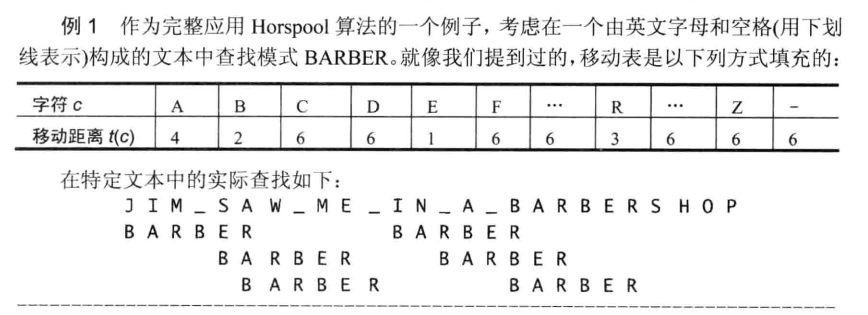 例 1 作为完整应用 Horspool 算法的一个例子，考虑在一个由英文字母和空格(用下划
线表示)构成的文本中查找模式 BARBER。就像我们提到过的，移动表是以下列方式填充的：
字符 c A B C D E F … R … Z _
移动距离 t(c) 4 2 6 6 1 6 6 3 6 6 6
在特定文本中的实际查找如下：
J I M _ S A W _ M E _ I N _ A _ B A R B E R S H O P
B A R B E R B A R B E R
B A R B E R B A R B E R
B A R B E R B A R B E R